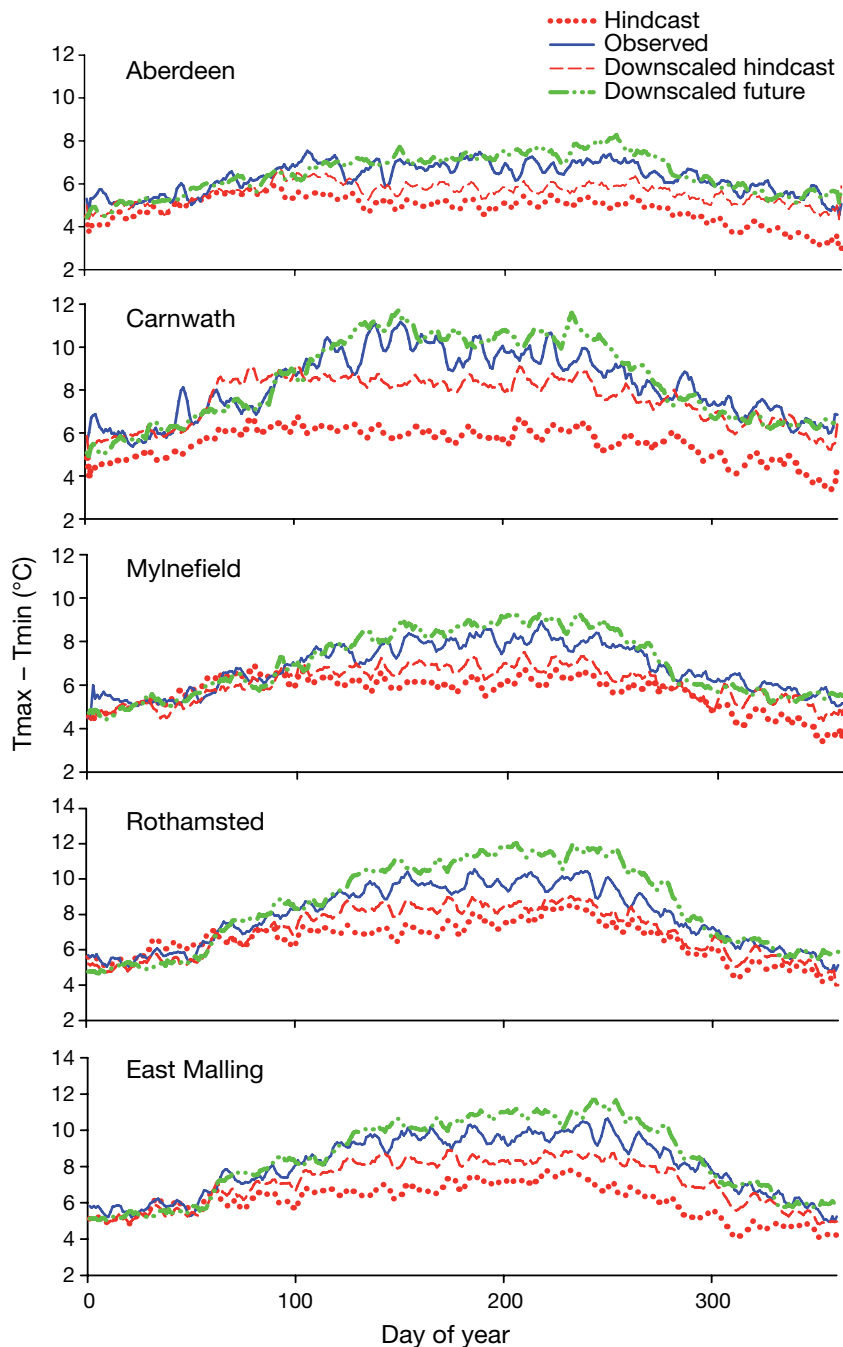 Hindcast
Observed
Downscaled hindcast
Downscaled future
Aberdeen
12
10
8
6
4
2
Carnwath
12
10
8
6
4
2
Mylnefield
12
10
8
6
4
2
Tmax – Tmin (°C)
Rothamsted
14
12
10
8
6
4
2
East Malling
14
12
10
8
6
4
2
0 100 200 300
Day of year